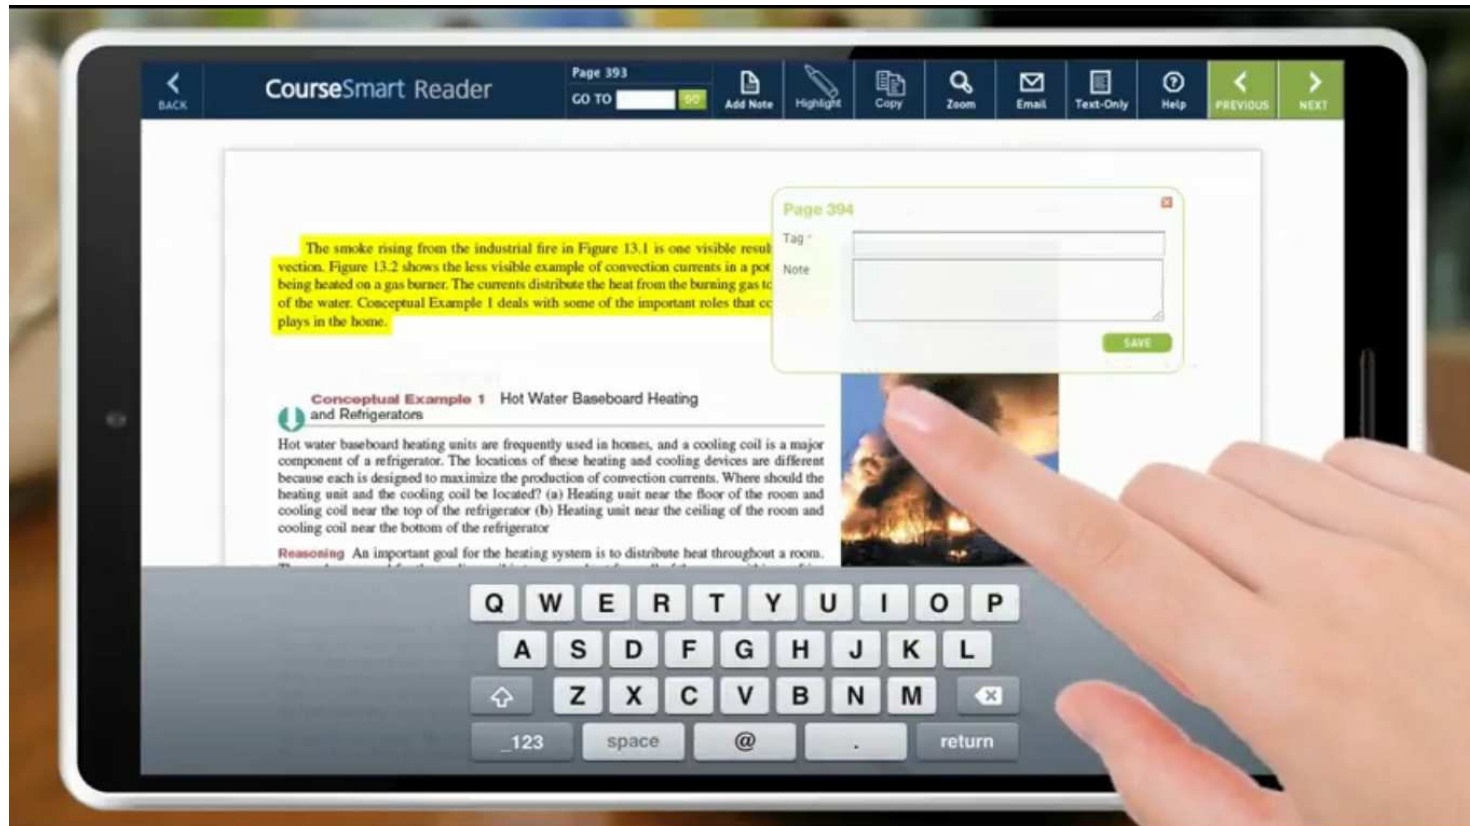 BACK
CourseSmart Reader
Page 393
GO TO
GO
Add Note
Highlight
Copy
Zoom
Email
Text-Only
Help
PREVIOUS
NEXT
The smoke rising from the industrial fire in Figure 13.1 is one visible resul
vection. Figure 13.2 shows the less visible example of convection currents in a pot
being heated on a gas burner. The currents distribute the heat from the burning gas to
of the water. Conceptual Example 1 deals with some of the important roles that co
plays in the home.
Page 394
Tag *
Note
SAVE
Conceptual Example 1 Hot Water Baseboard Heating
and Refrigerators
Hot water baseboard heating units are frequently used in homes, and a cooling coil is a major
component of a refrigerator. The locations of these heating and cooling devices are different
because each is designed to maximize the production of convection currents. Where should the
heating unit and the cooling coil be located? (a) Heating unit near the floor of the room and
cooling coil near the top of the refrigerator (b) Heating unit near the ceiling of the room and
cooling coil near the bottom of the refrigerator
Reasoning An important goal for the heating system is to distribute heat throughout a room.
Q W E R T Y U I O P
A S D F G H J K L
Z X C V B N M
_123 space @ . return